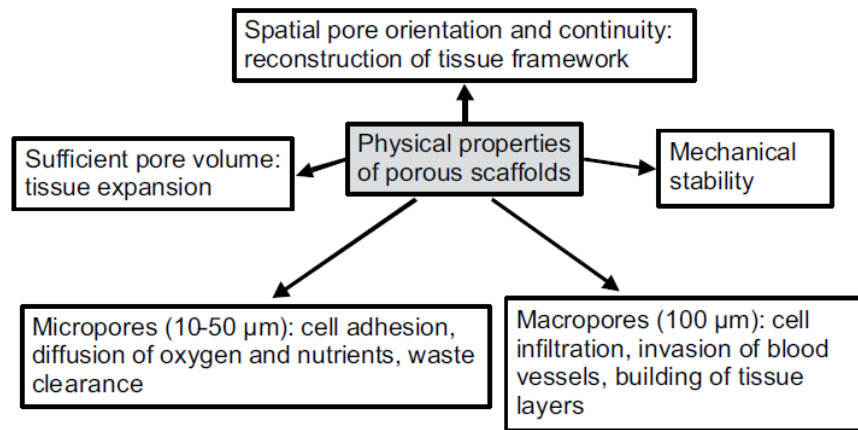 Spatial pore orientation and continuity:
reconstruction of tissue framework
Physical properties
of porous scaffolds
Sufficient pore volume:
tissue expansion
Mechanical
stability
Micropores (10-50 µm): cell adhesion,
diffusion of oxygen and nutrients, waste
clearance
Macropores (100 µm): cell
infiltration, invasion of blood
vessels, building of tissue
layers